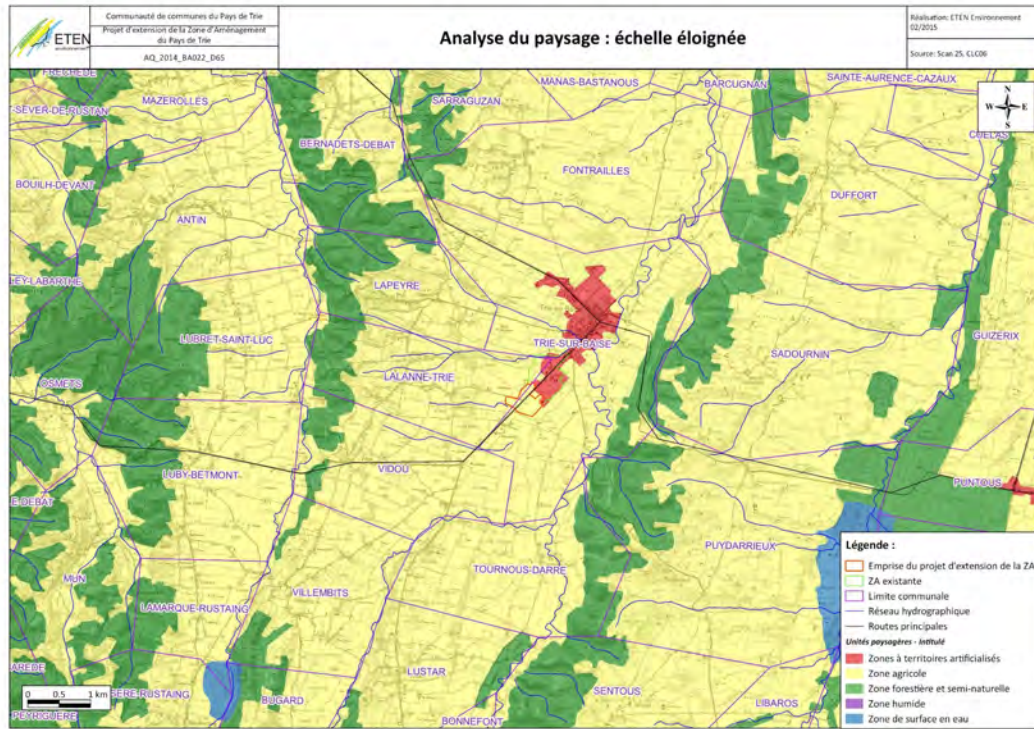 ETEN
environnement
Communauté de communes du Pays de Trie
Projet d'extension de la Zone d'Aménagement
du Pays de Trie
AQ_2014_BA022_D65
Analyse du paysage : échelle éloignée
Réalisation: ETEN Environnement
02/2015
Source: Scan 25, CLC06
FRECHEDE
MAZEROLLES
T-SEVER-DE-RUSTAN
SARRAGUZAN
MANAS-BASTANOUS
BARCUGNAN
SAINTE-AURENCE-CAZAUX
N
W E
S
CUELAS
BERNADETS-DEBAT
FONTRAILLES
BOUILH-DEVANT
DUFFORT
ANTIN
LEY-LABARTHE
LAPEYRE
LUBRET-SAINT-LUC
TRIE-SUR-BAISE
GUIZERIX
SADOURNIN
LALANNE-TRIE
OSMETS
LUBY-BETMONT
VIDOU
PUNTOUS
E-DEBAT
PUYDARRIEUX
TOURNOUS-DARRE
MUN
VILLEMBITS
LAMARQUE-RUSTAING
LUSTAR
SENTOUS
AREDE
SERE-RUSTAING
BUGARD
LIBAROS
PEYRIGUERE
BONNEFONT
0 0.5 1 km
Légende :
Emprise du projet d'extension de la ZA
ZA existante
Limite communale
Réseau hydrographique
Routes principales
Unités paysagères - intitulé
Zones à territoires artificialisés
Zone agricole
Zone forestière et semi-naturelle
Zone humide
Zone de surface en eau